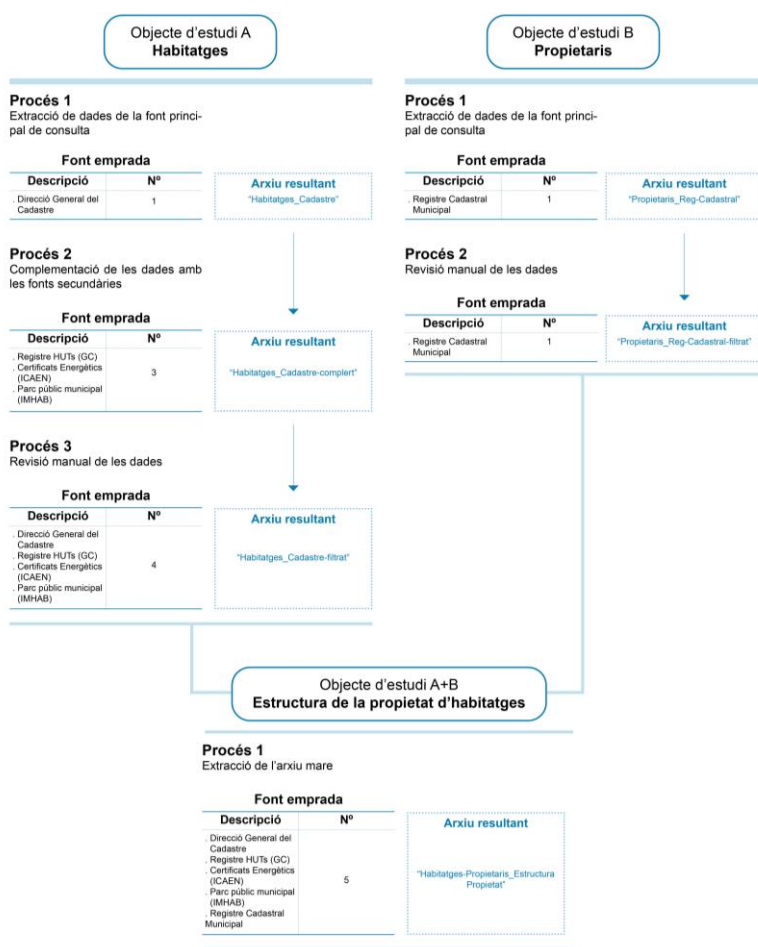 Objecte d'estudi A
Habitatges
Procés 1
Extracció de dades de la font princi-
pal de consulta
Font emprada
Descripció Nº
. Direcció General del
Cadastre
1
Arxiu resultant
"Habitatges_Cadastre"
Procés 2
Complementació de les dades amb
les fonts secundàries
Font emprada
Descripció Nº
. Registre HUTs (GC)
. Certificats Energètics
(ICAEN)
. Parc públic municipal
(IMHAB)
3
Arxiu resultant
"Habitatges_Cadastre-complert"
Procés 3
Revisió manual de les dades
Font emprada
Descripció Nº
. Direcció General del
Cadastre
. Registre HUTs (GC)
. Certificats Energètics
(ICAEN)
. Parc públic municipal
(IMHAB)
4
Arxiu resultant
"Habitatges_Cadastre-filtrat"
Objecte d'estudi B
Propietaris
Procés 1
Extracció de dades de la font princi-
pal de consulta
Font emprada
Descripció Nº
. Registre Cadastral
Municipal
1
Arxiu resultant
"Propietaris_Reg-Cadastral"
Procés 2
Revisió manual de les dades
Font emprada
Descripció Nº
. Registre Cadastral
Municipal
1
Arxiu resultant
"Propietaris_Reg-Cadastral-filtrat"
Objecte d'estudi A+B
Estructura de la propietat d'habitatges
Procés 1
Extracció de l'arxiu mare
Font emprada
Descripció Nº
. Direcció General del
Cadastre
. Registre HUTs (GC)
. Certificats Energètics
(ICAEN)
. Parc públic municipal
(IMHAB)
. Registre Cadastral
Municipal
5
Arxiu resultant
"Habitatges-Propietaris_Estructura
Propietat"